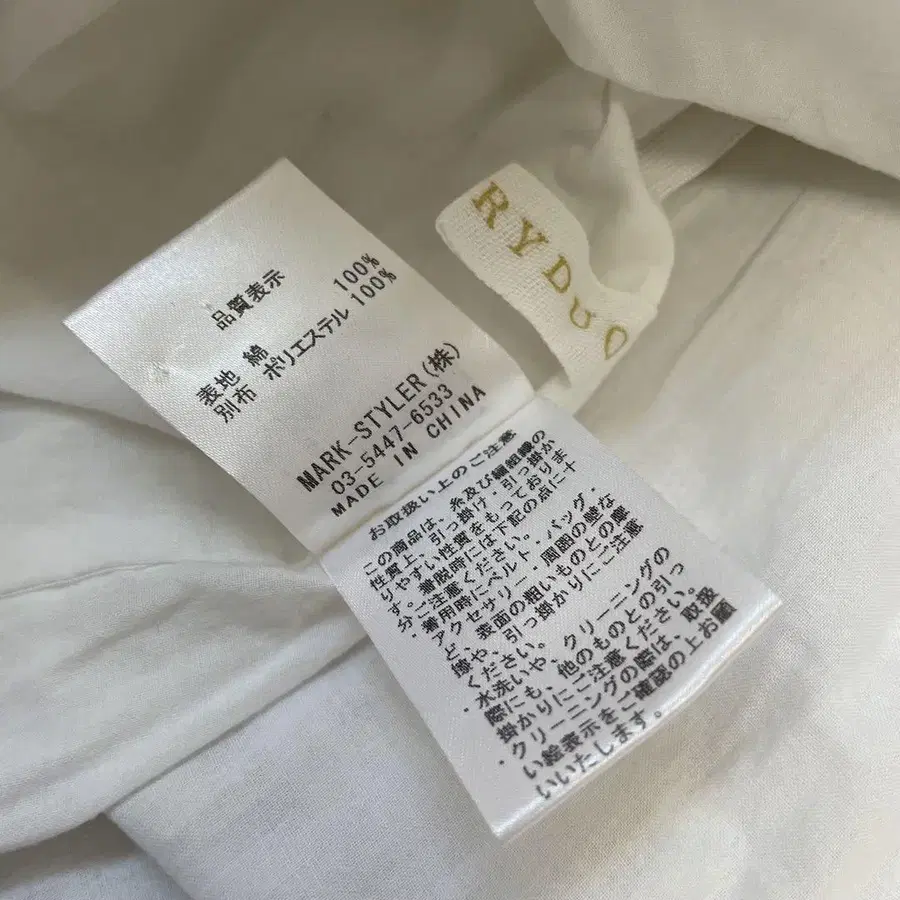 RYDUO
品質表示
表地 綿 100%
別布 ポリエステル 100%
MARK-STYLER(株)
03-5447-6533
MADE IN CHINA
お取扱い上のご注意
この商品は、糸及び編組織の
性質上、引っ掛け・引っ掛か
りやすい性質をもっておりま
す。着脱時には下記の点に十
分ご注意ください。
・着用時にベルト・バッグ・
アクセサリー・周囲の壁な
ど、表面の粗いものとの摩
擦や、引っ掛かりにご注意
ください。
・水洗いや、クリーニングの
際にも、他のものとの引っ
掛かりにご注意ください。
・クリーニングの際は、取扱
い絵表示をご確認の上お願
いいたします。